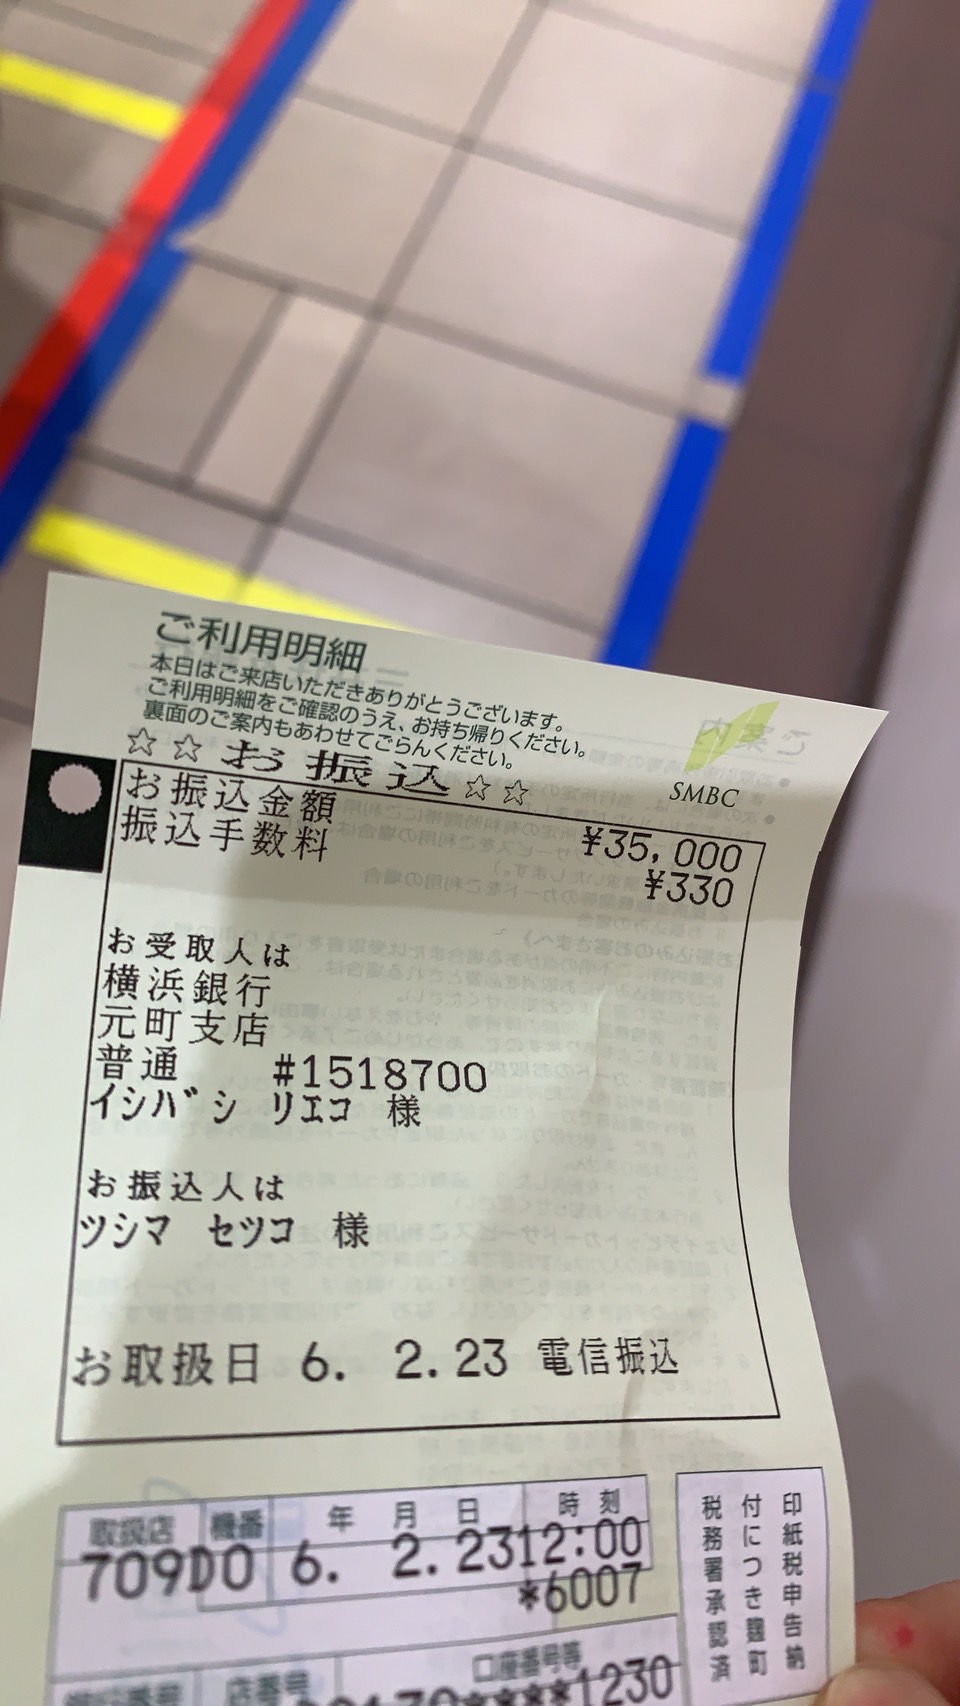 ご利用明細
本日はご来店いただきありがとうございます。
ご利用明細をご確認のうえ、お持ち帰りください。
裏面のご案内もあわせてごらんください。
☆☆お振込☆☆
SMBC
お振込金額 ¥35,000
振込手数料 ¥330
お受取人は
横浜銀行
元町支店
普通 #1518700
イシバシ リエコ 様
お振込人は
ツシマ セツコ 様
お取扱日 6. 2.23 電信振込
取扱店 機番 年 月 日 時刻
709D0 6. 2.23 12:00
*6007
店番号 口座番号等
****1230
印紙税申告納
付につき麹町
税務署承認済